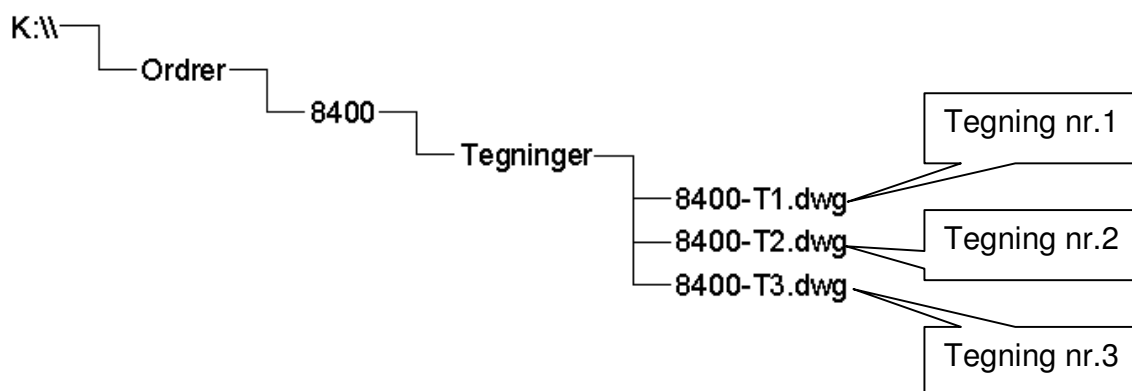 K:\\
Ordrer
8400
Tegninger
8400-T1.dwg
Tegning nr.1
8400-T2.dwg
Tegning nr.2
8400-T3.dwg
Tegning nr.3